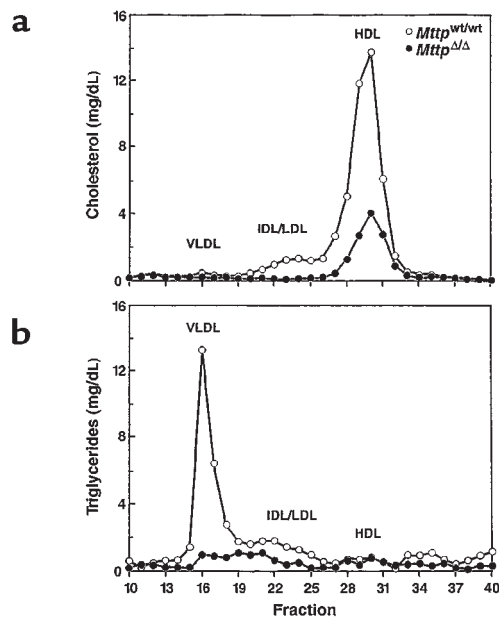 a
Cholesterol (mg/dL)
16
12
8
4
0
HDL
Mttp^wt/wt
Mttp^Δ/Δ
VLDL
IDL/LDL
b
Triglycerides (mg/dL)
16
12
8
4
0
VLDL
IDL/LDL
HDL
10 13 16 19 22 25 28 31 34 37 40
Fraction